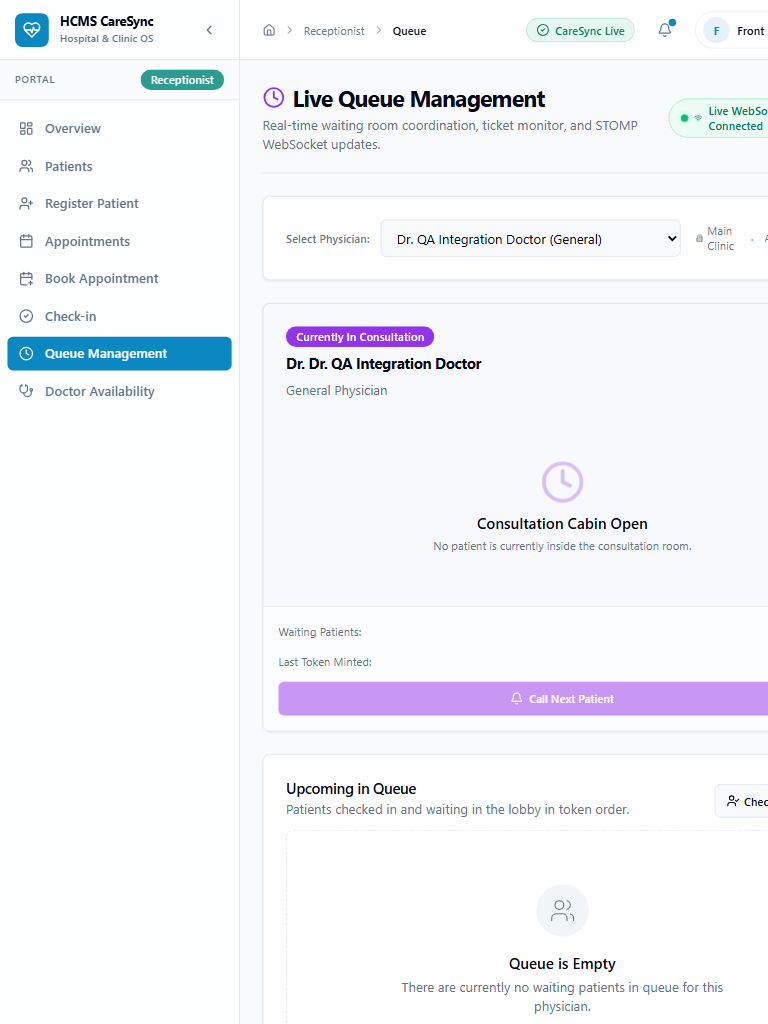 HCMS CareSync
Hospital & Clinic OS
PORTAL
Receptionist
Overview
Patients
Register Patient
Appointments
Book Appointment
Check-in
Queue Management
Doctor Availability
Receptionist
Queue
CareSync Live
F
Front
Live Queue Management
Real-time waiting room coordination, ticket monitor, and STOMP
WebSocket updates.
Live WebSo
Connected
Select Physician:
Dr. QA Integration Doctor (General)
Main
Clinic
Currently In Consultation
Dr. Dr. QA Integration Doctor
General Physician
Consultation Cabin Open
No patient is currently inside the consultation room.
Waiting Patients:
Last Token Minted:
Call Next Patient
Upcoming in Queue
Patients checked in and waiting in the lobby in token order.
Chec
Queue is Empty
There are currently no waiting patients in queue for this
physician.